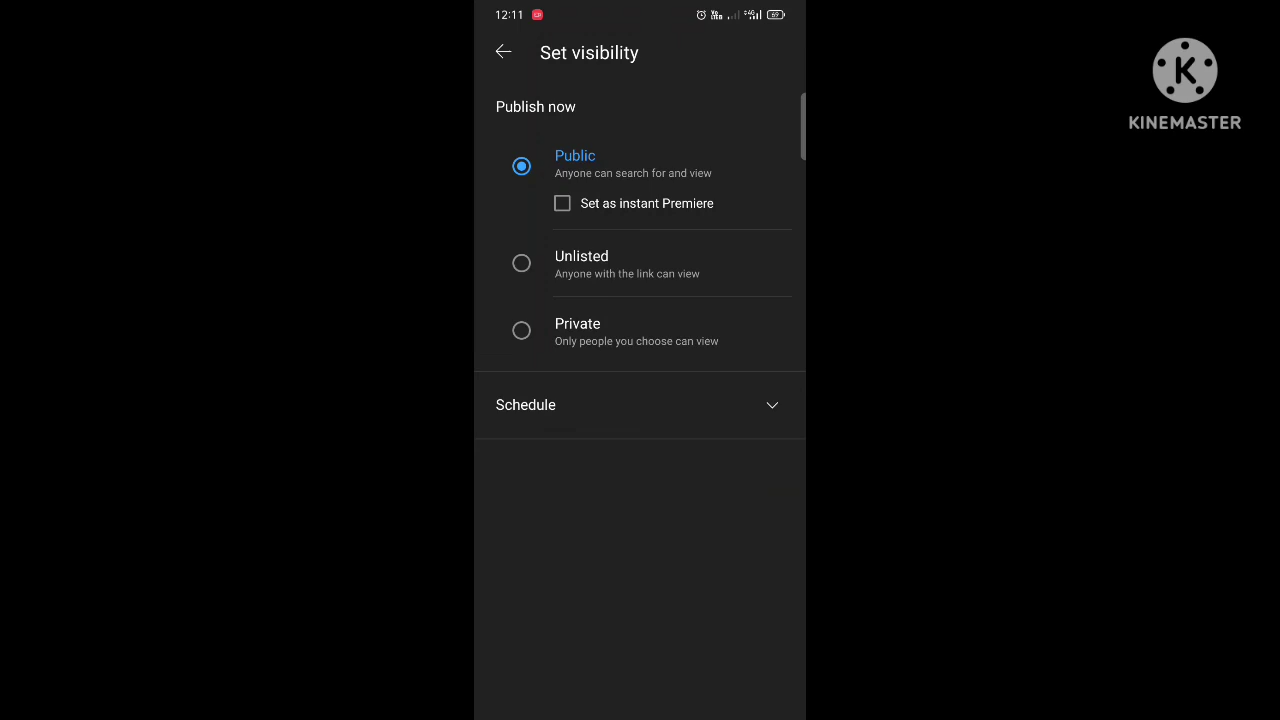 12:11
69
Set visibility
Publish now
Public
Anyone can search for and view
Set as instant Premiere
Unlisted
Anyone with the link can view
Private
Only people you choose can view
Schedule
K
KINEMASTER